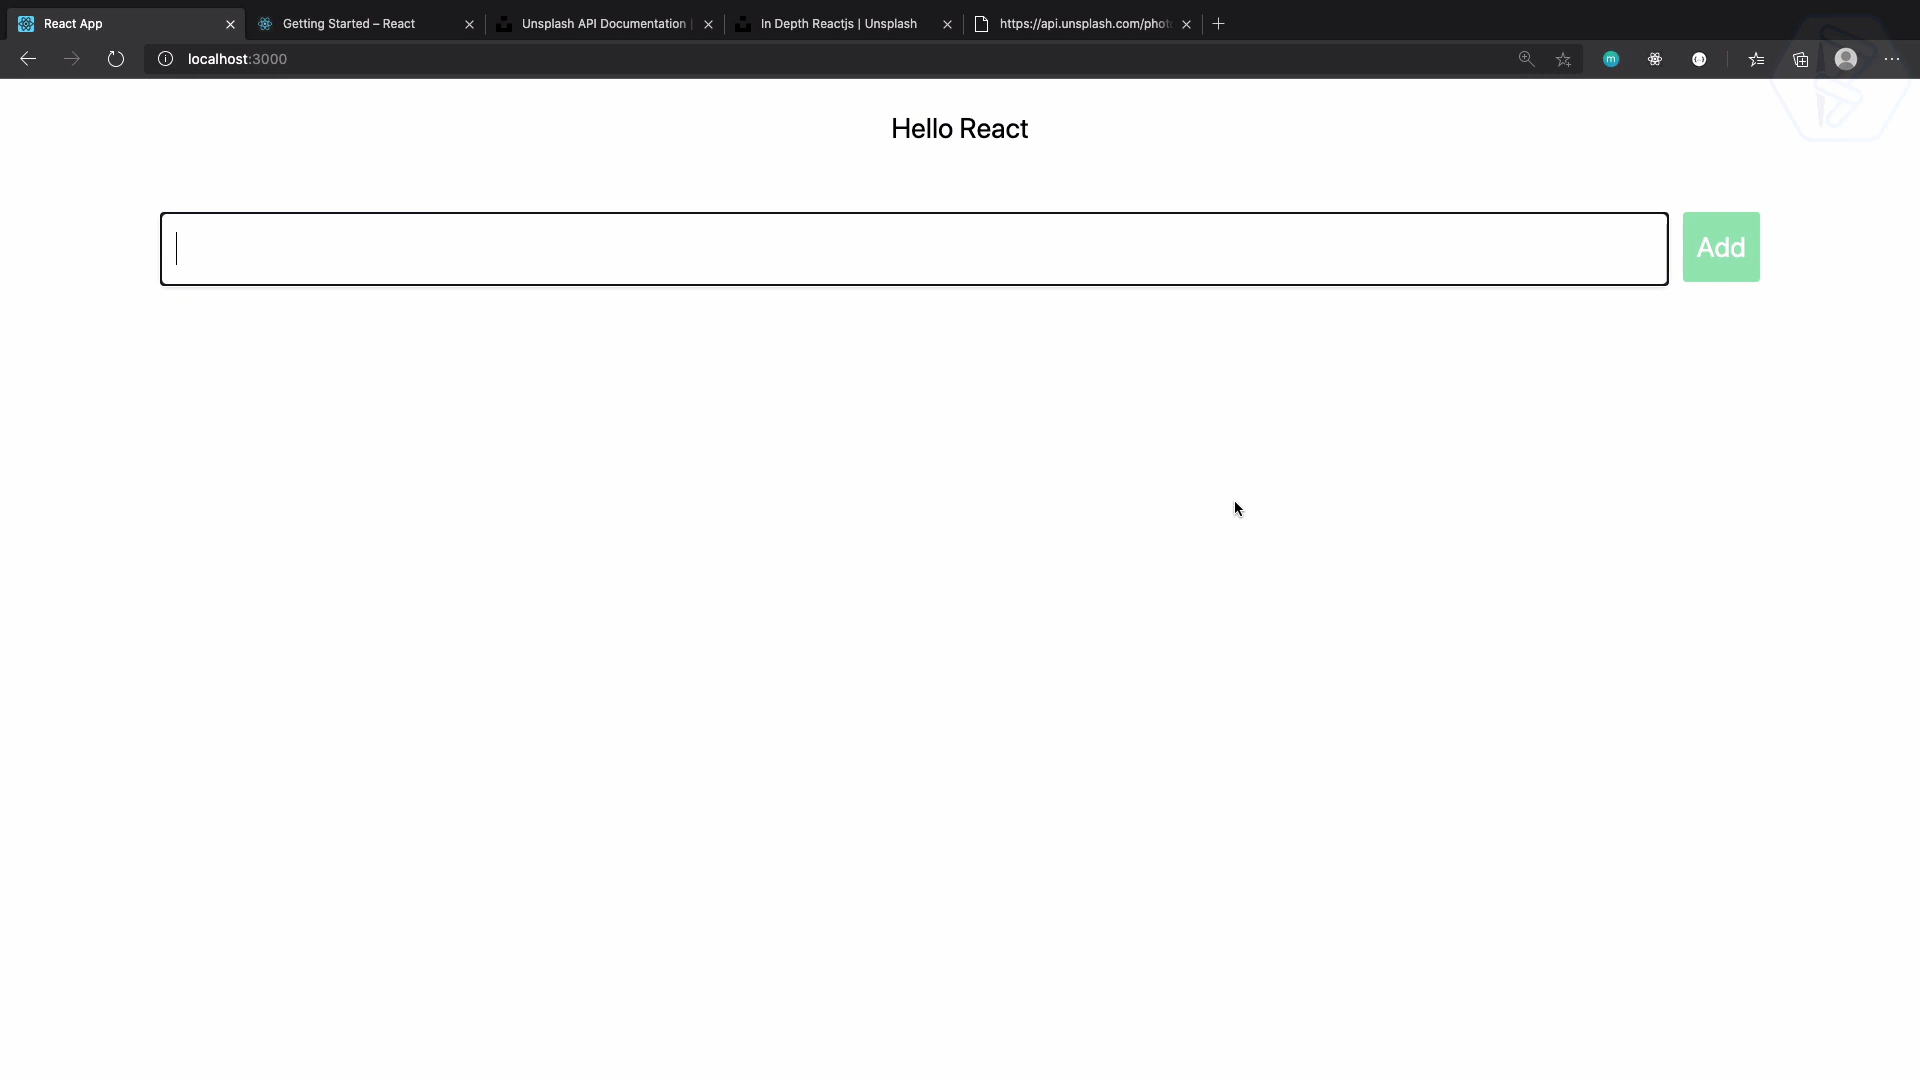 React App
Getting Started – React
Unsplash API Documentation
In Depth Reactjs | Unsplash
https://api.unsplash.com/phot
localhost:3000
m
Hello React
Add